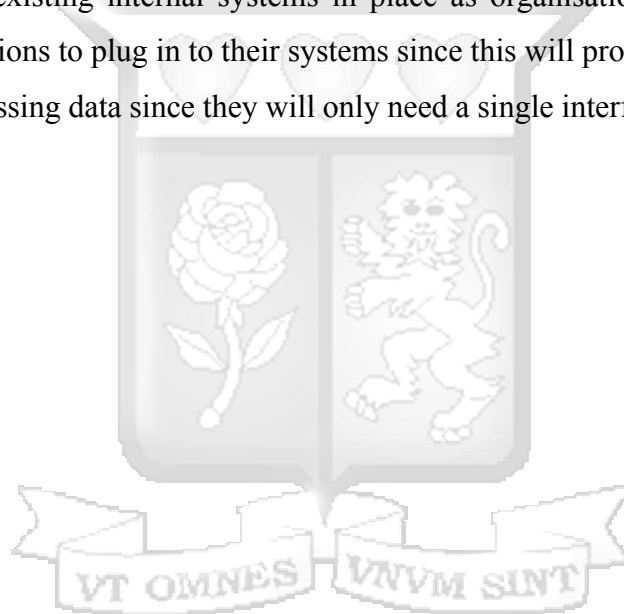 existing internal systems in place as organisatio
ions to plug in to their systems since this will pro
ssing data since they will only need a single inter
VT OMNES VNVM SINT